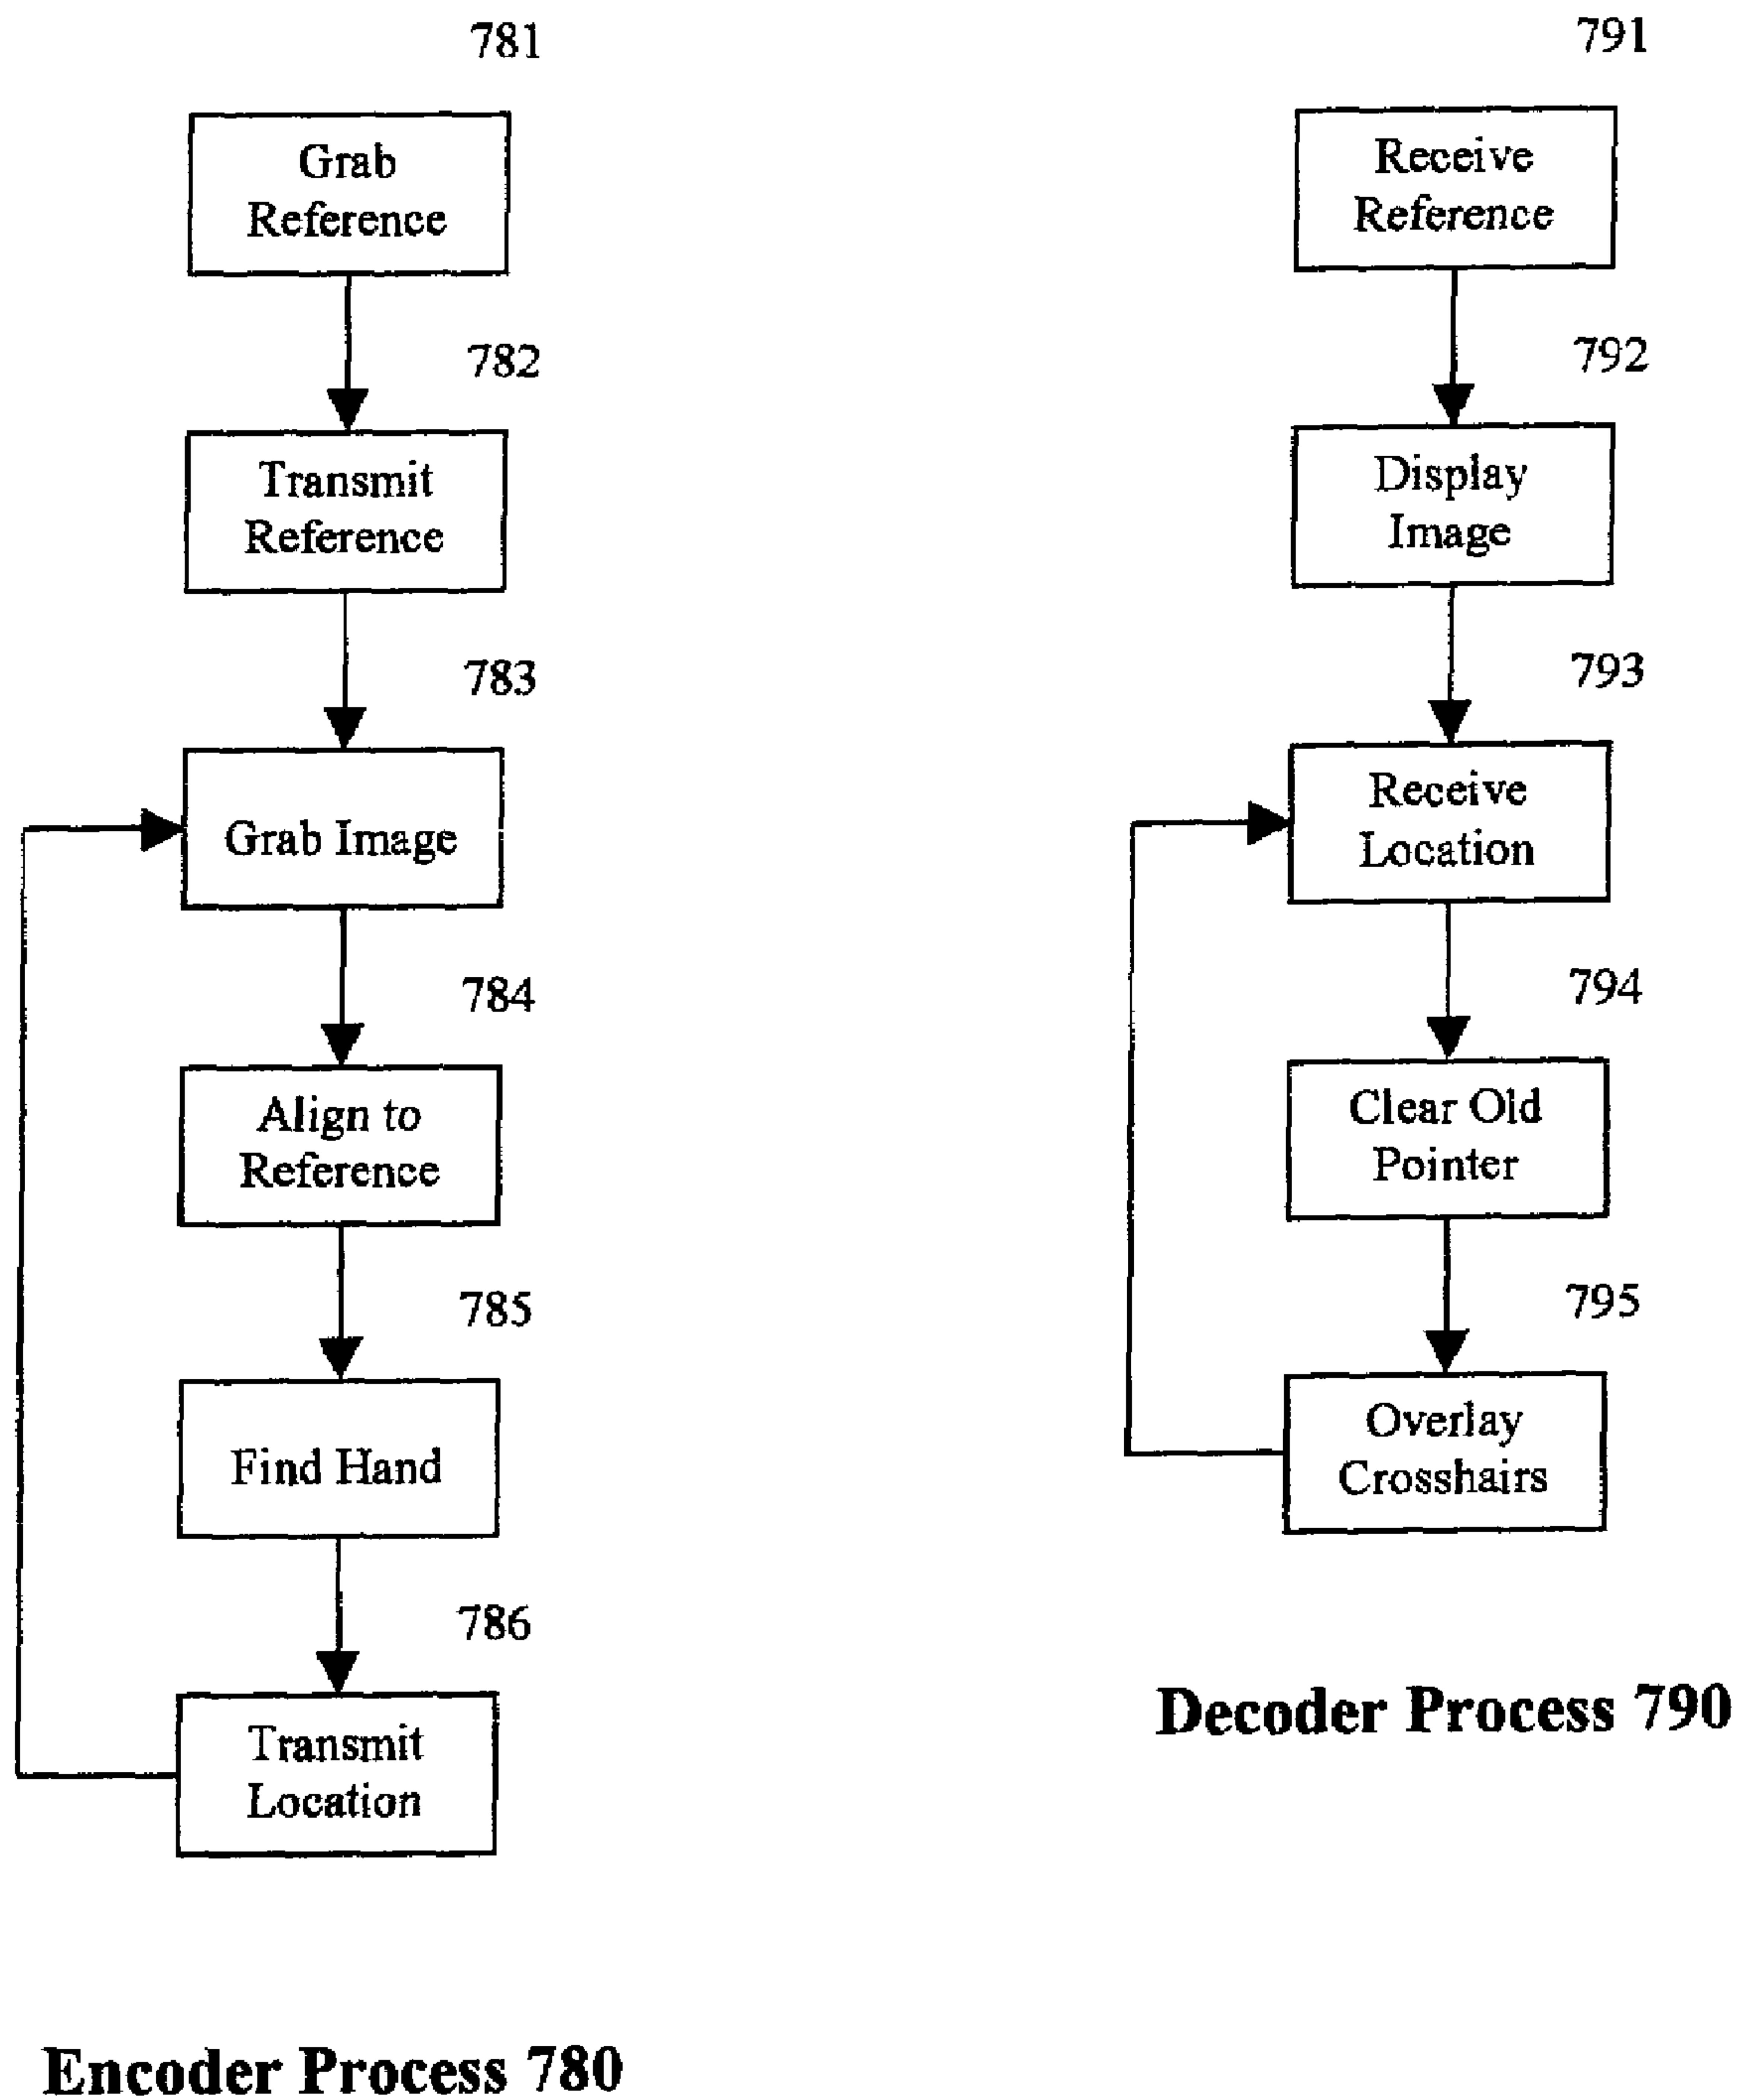 781
Grab
Reference
782
Transmit
Reference
783
Grab Image
784
Align to
Reference
785
Find Hand
786
Transmit
Location
Encoder Process 780
791
Receive
Reference
792
Display
Image
793
Receive
Location
794
Clear Old
Pointer
795
Overlay
Crosshairs
Decoder Process 790